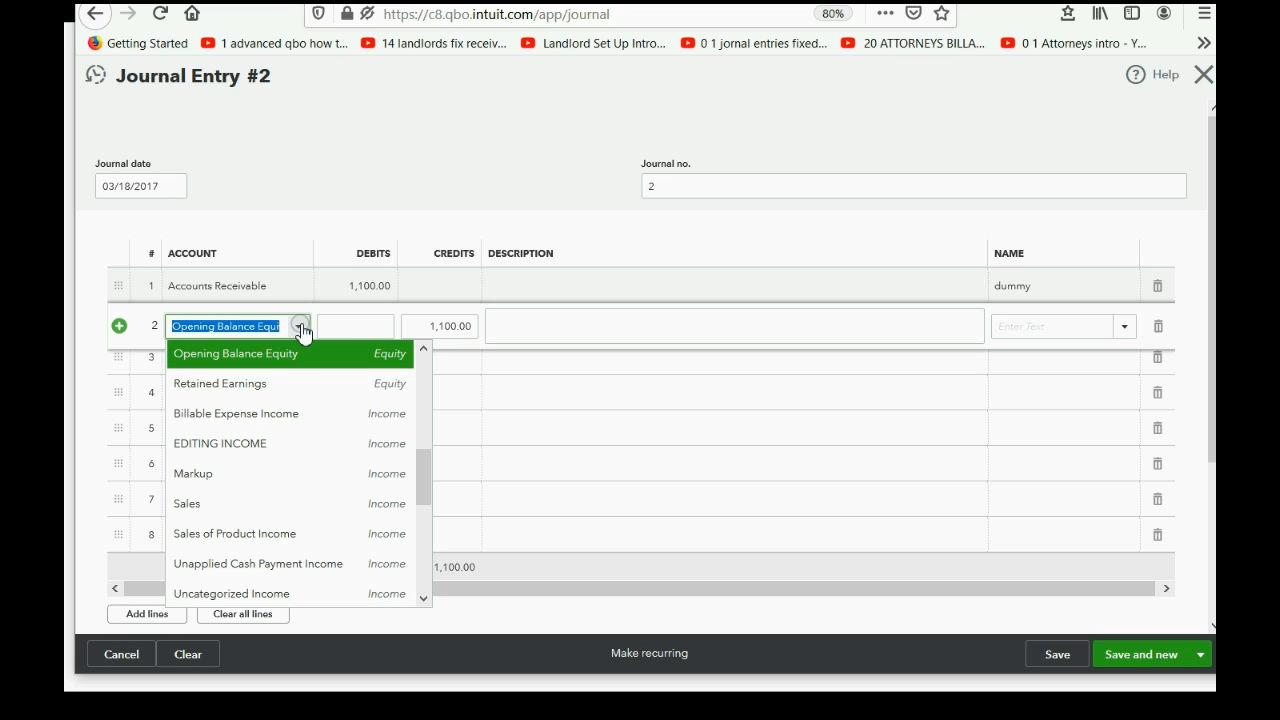 https://c8.qbo.intuit.com/app/journal 80%
Getting Started 1 advanced qbo how t... 14 landlords fix receiv... Landlord Set Up Intro... 0 1 jornal entries fixed... 20 ATTORNEYS BILLA... 0 1 Attorneys intro - Y...
Journal Entry #2 Help
Journal date Journal no.
03/18/2017 2
# ACCOUNT DEBITS CREDITS DESCRIPTION NAME
1 Accounts Receivable 1,100.00 dummy
2 Opening Balance Equi 1,100.00 Enter Text
Opening Balance Equity Equity
3
Retained Earnings Equity
4
Billable Expense Income Income
5
EDITING INCOME Income
6
Markup Income
7
Sales Income
8
Sales of Product Income Income
Unapplied Cash Payment Income Income 1,100.00
Uncategorized Income Income
Add lines Clear all lines
Cancel Clear Make recurring Save Save and new